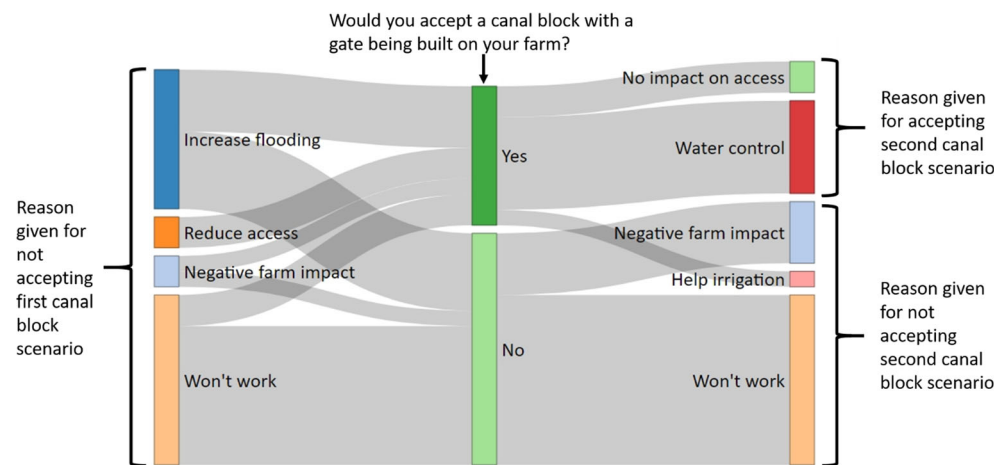 Would you accept a canal block with a
gate being built on your farm?
Reason
given for
not
accepting
first canal
block
scenario
Increase flooding
Reduce access
Negative farm impact
Won't work
Yes
No
No impact on access
Water control
Negative farm impact
Help irrigation
Won't work
Reason given
for accepting
second canal
block scenario
Reason given
for not
accepting
second canal
block scenario